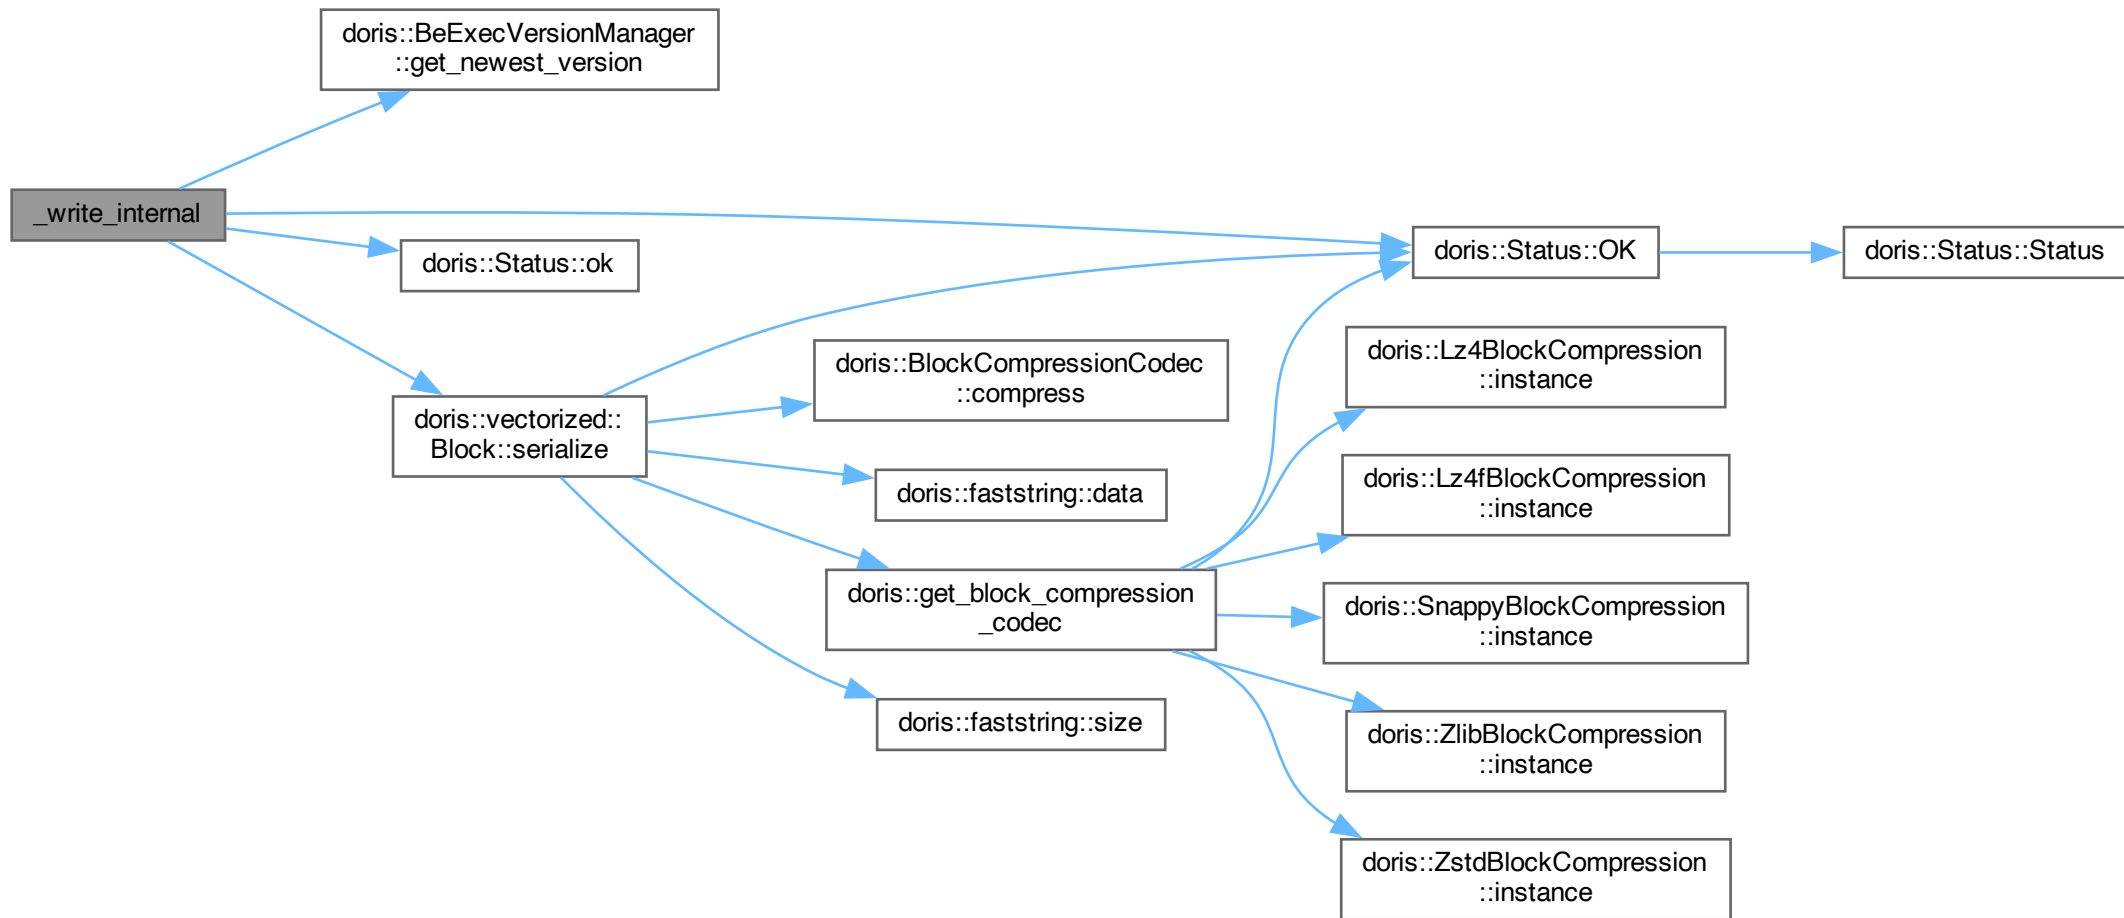 doris::BeExecVersionManager
::get_newest_version
_write_internal
doris::Status::ok
doris::vectorized::
Block::serialize
doris::BlockCompressionCodec
::compress
doris::faststring::data
doris::get_block_compression
_codec
doris::faststring::size
doris::Status::OK
doris::Status::Status
doris::Lz4BlockCompression
::instance
doris::Lz4fBlockCompression
::instance
doris::SnappyBlockCompression
::instance
doris::ZlibBlockCompression
::instance
doris::ZstdBlockCompression
::instance